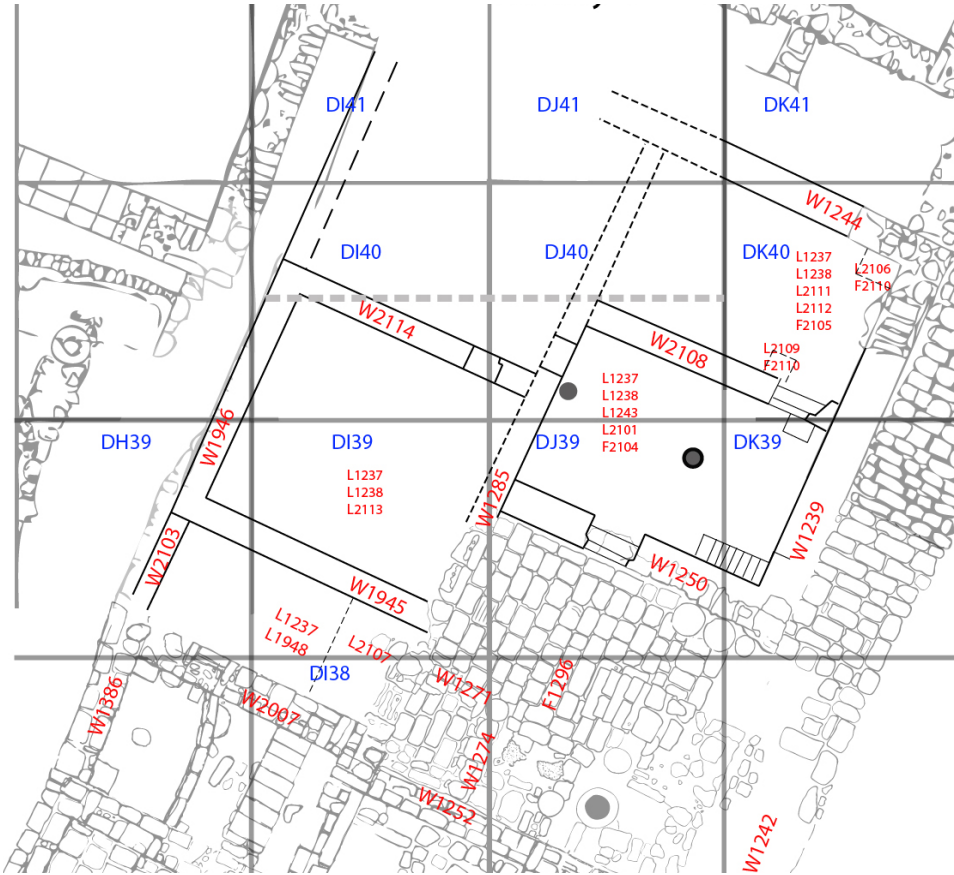 DI41
DJ41
DK41
W1244
DI40
DJ40
DK40
L1237
L1238
L2111
L2112
F2105
L2106
F2110
W2114
W2108
L2109
F2110
L1237
L1238
L1243
L2101
F2104
DH39
W1946
DI39
DJ39
DK39
L1237
L1238
L2113
W1285
W1239
W2103
W1945
W1250
L1237
L1948
L2107
DI38
W1271
F1296
W1386
W2007
W1274
W1252
W1242